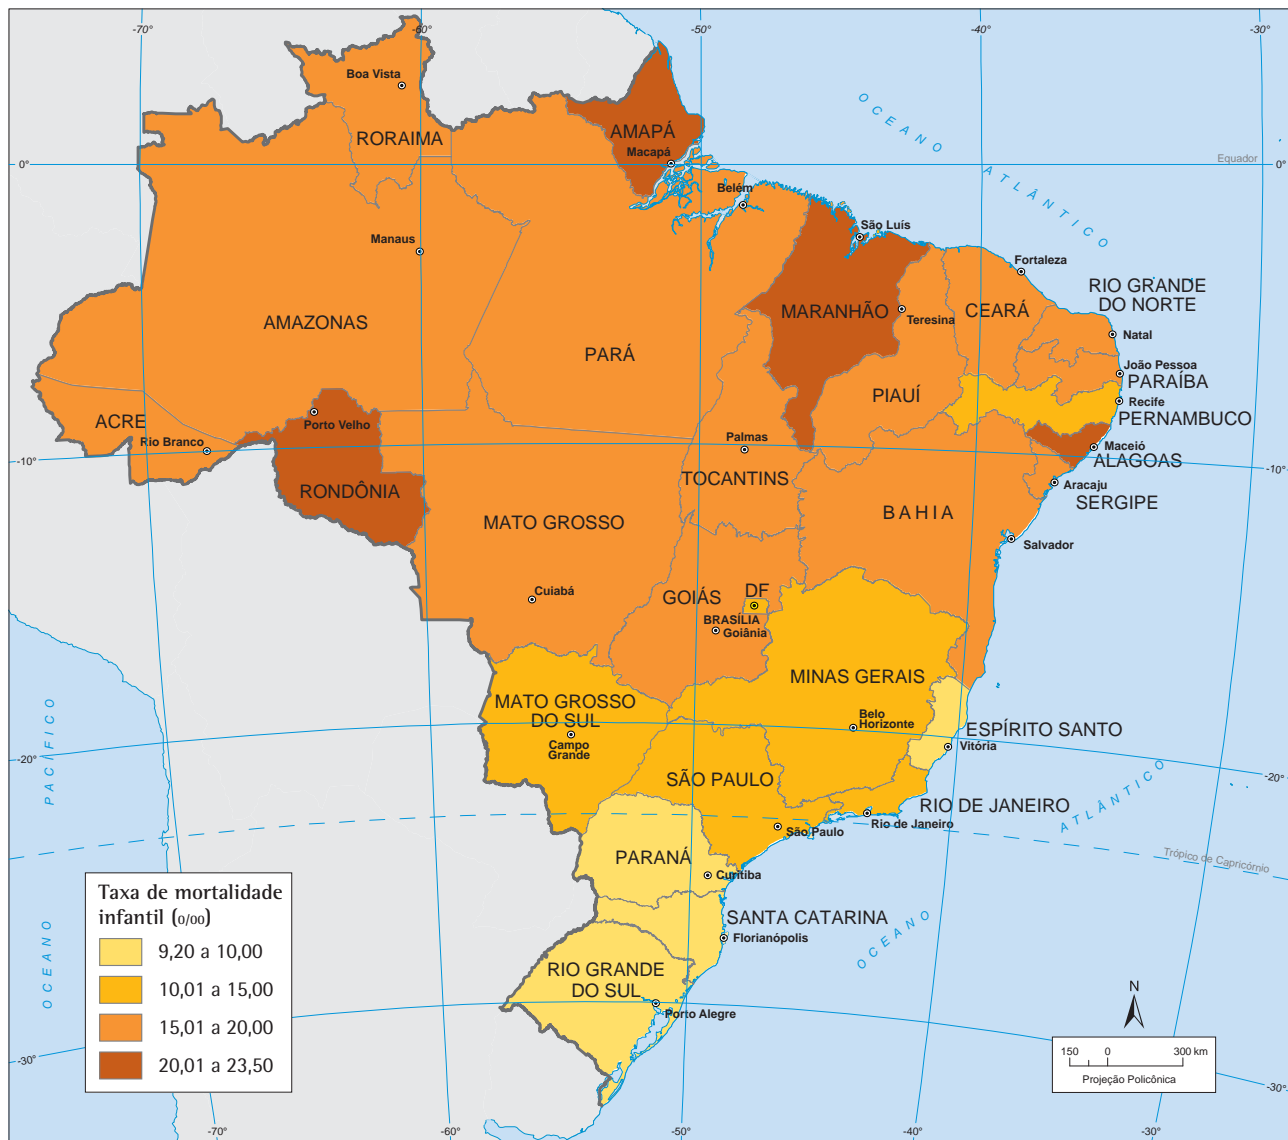 -70°
-60°
-50°
-40°
-30°
Boa Vista
RORAIMA
AMAPÁ
Macapá
OCEANO ATLÂNTICO
0°
Equador
0°
Belém
Manaus
São Luís
Fortaleza
RIO GRANDE
DO NORTE
AMAZONAS
MARANHÃO
Teresina
CEARÁ
Natal
PARÁ
João Pessoa
PARAÍBA
PIAUÍ
Recife
PERNAMBUCO
ACRE
Porto Velho
Rio Branco
Palmas
Maceió
ALAGOAS
-10°
-10°
RONDÔNIA
TOCANTINS
Aracaju
SERGIPE
MATO GROSSO
BAHIA
Salvador
Cuiabá
GOIÁS
DF
BRASÍLIA
Goiânia
MINAS GERAIS
MATO GROSSO
DO SUL
Campo
Grande
Belo
Horizonte
ESPÍRITO SANTO
Vitória
-20°
-20°
OCEANO PACÍFICO
SÃO PAULO
São Paulo
RIO DE JANEIRO
Rio de Janeiro
OCEANO ATLÂNTICO
Trópico de Capricórnio
PARANÁ
Curitiba
SANTA CATARINA
Florianópolis
RIO GRANDE
DO SUL
Porto Alegre
Taxa de mortalidade
infantil (o/oo)
9,20 a 10,00
10,01 a 15,00
15,01 a 20,00
20,01 a 23,50
N
150 0 300 km
Projeção Policônica
-30°
-30°
-70°
-60°
-50°
-40°
-30°